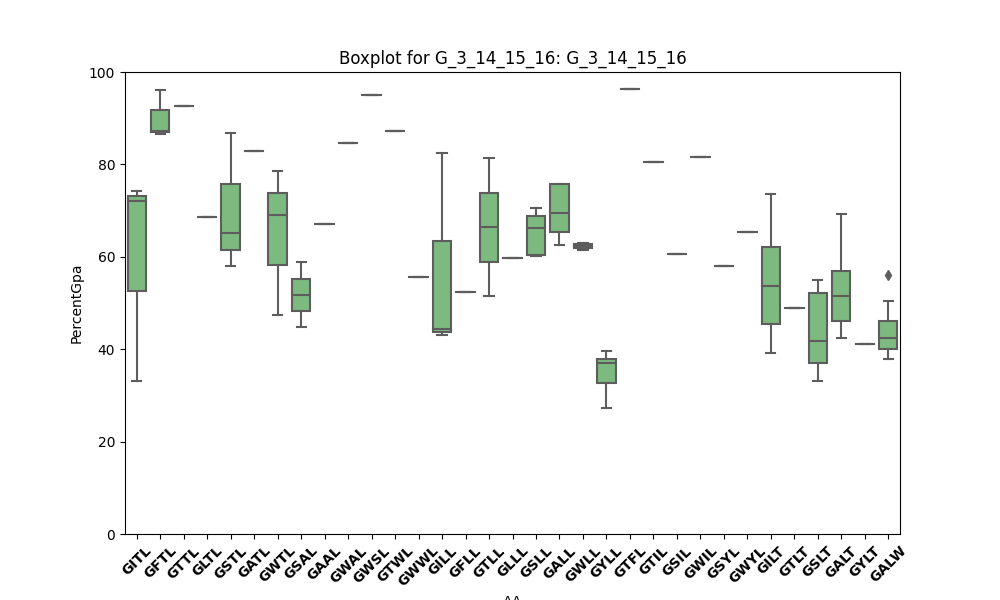 Boxplot for G_3_14_15_16: G_3_14_15_16
100
80
60
40
20
0
PercentGpa
GITL GFTL GTTL GLTL GSTL GATL GWTL GSAL GAAL GWAL GWSL GTWL GWWL GILL GFLL GTLL GLLL GSLL GALL GWLL GYLL GTFL GTIL GSIL GWIL GSYL GWYL GILT GTLT GSLT GALT GYLT GALW
AA